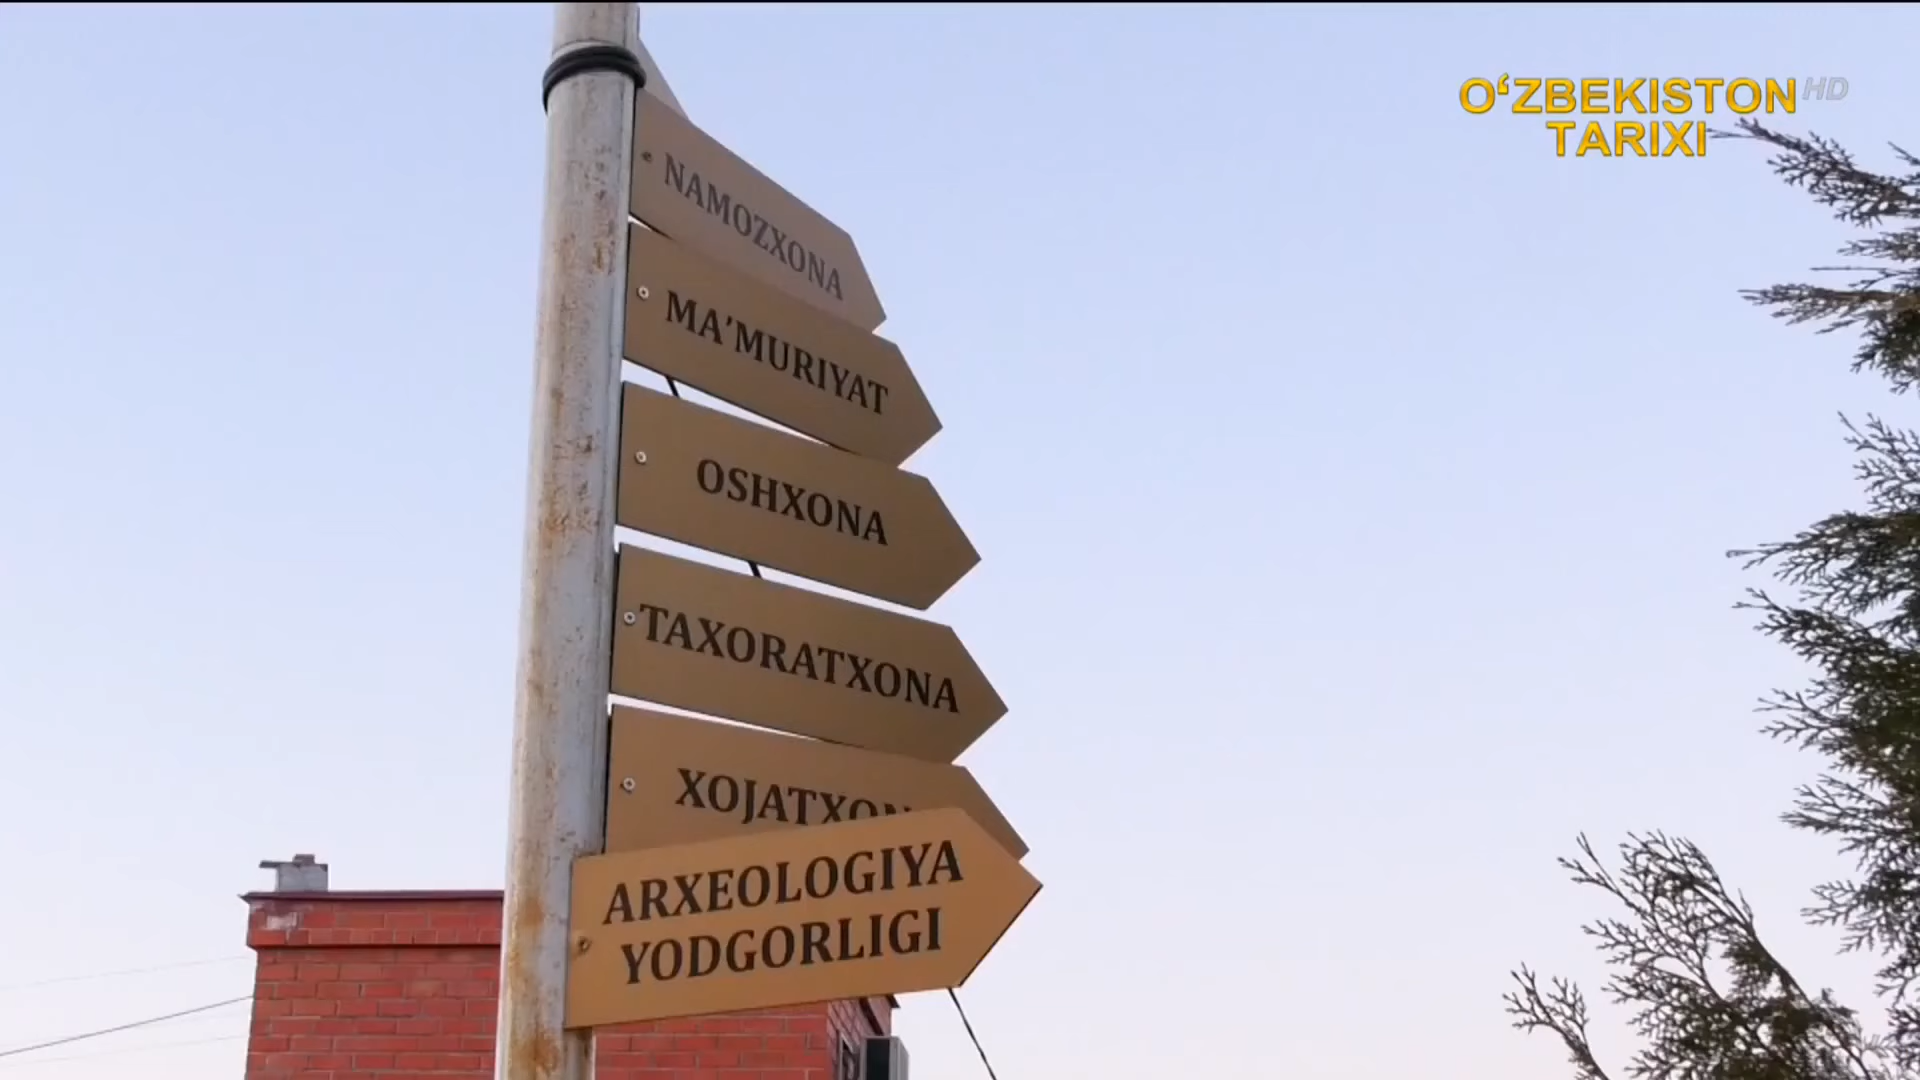 O‘ZBEKISTON HD
TARIXI
NAMOZXONA
MA'MURIYAT
OSHXONA
TAXORATXONA
ARXEOLOGIYA
YODGORLIGI